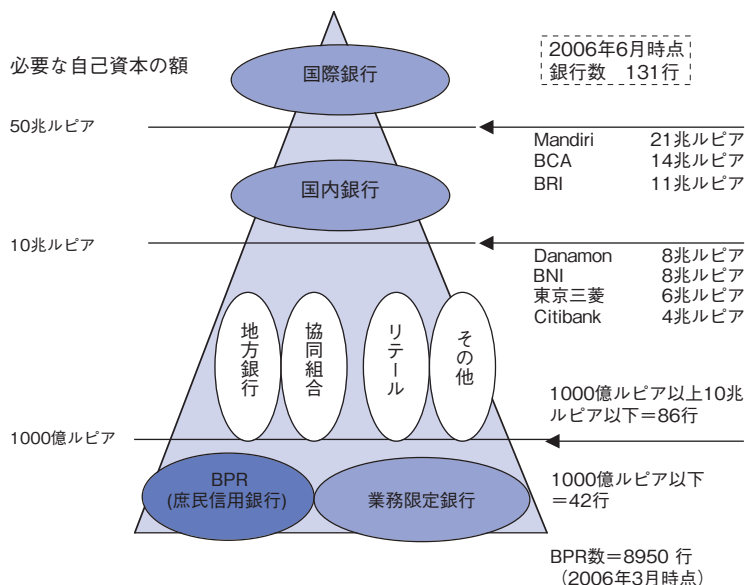 必要な自己資本の額
国際銀行
2006年6月時点
銀行数 131行
50兆ルピア
Mandiri 21兆ルピア
BCA 14兆ルピア
BRI 11兆ルピア
国内銀行
10兆ルピア
Danamon 8兆ルピア
BNI 8兆ルピア
東京三菱 6兆ルピア
Citibank 4兆ルピア
地方銀行
協同組合
リテール
その他
1000億ルピア以上10兆
ルピア以下=86行
1000億ルピア
BPR
(庶民信用銀行)
業務限定銀行
1000億ルピア以下
=42行
BPR数=8950 行
(2006年3月時点)